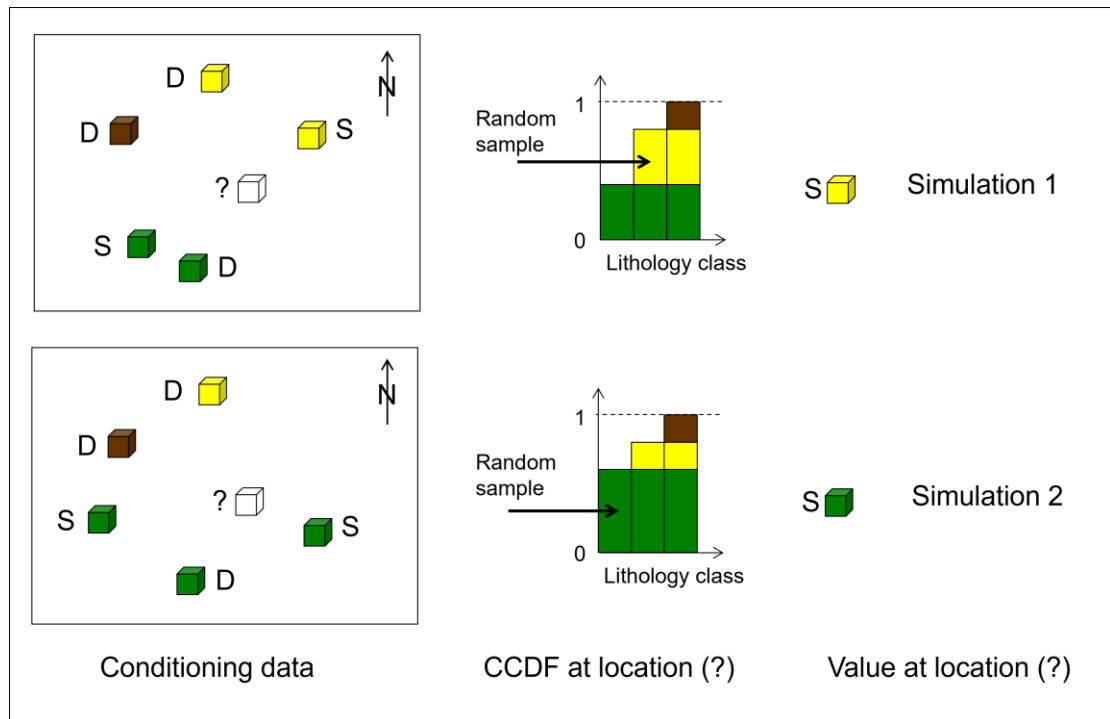 D
N
D
S
?
S
D
1
Random
sample
0
Lithology class
S
Simulation 1
D
N
D
?
S
S
D
1
Random
sample
0
Lithology class
S
Simulation 2
Conditioning data
CCDF at location (?)
Value at location (?)